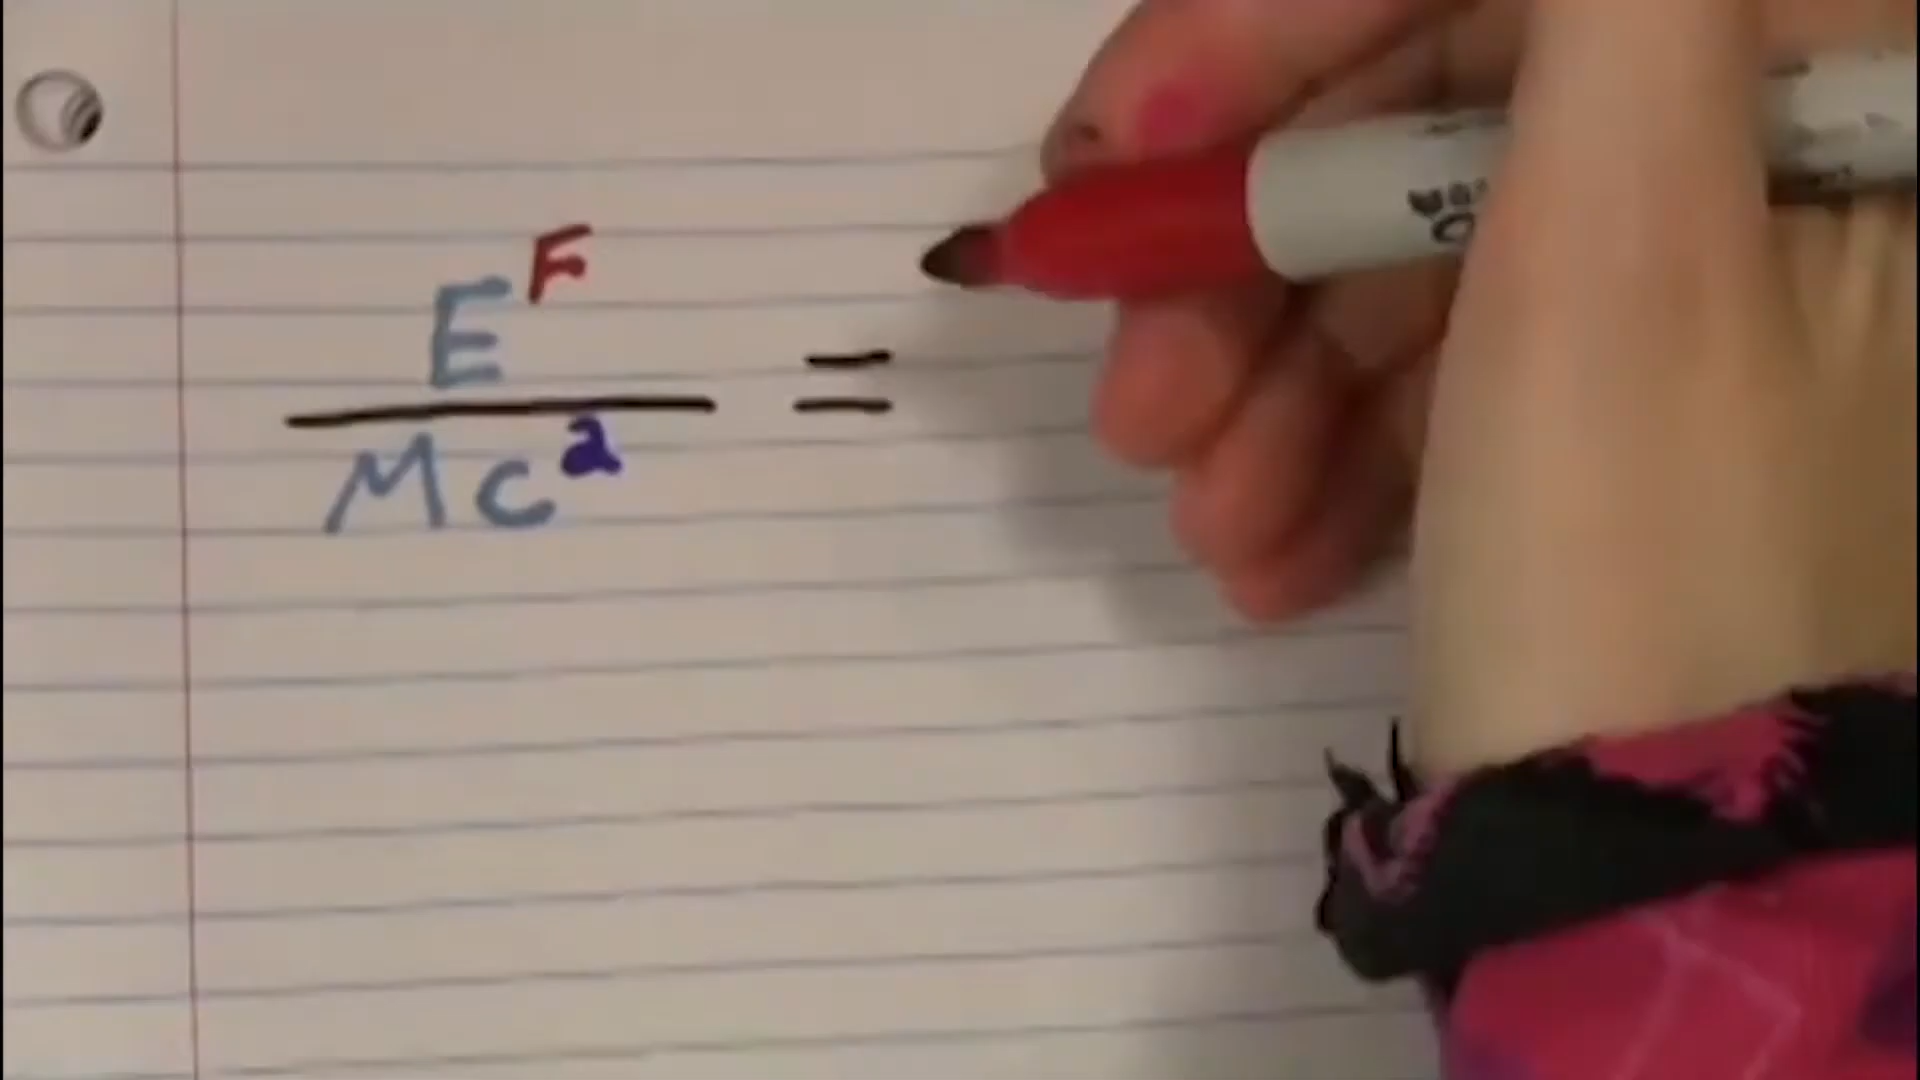 E^F
=
Mc²